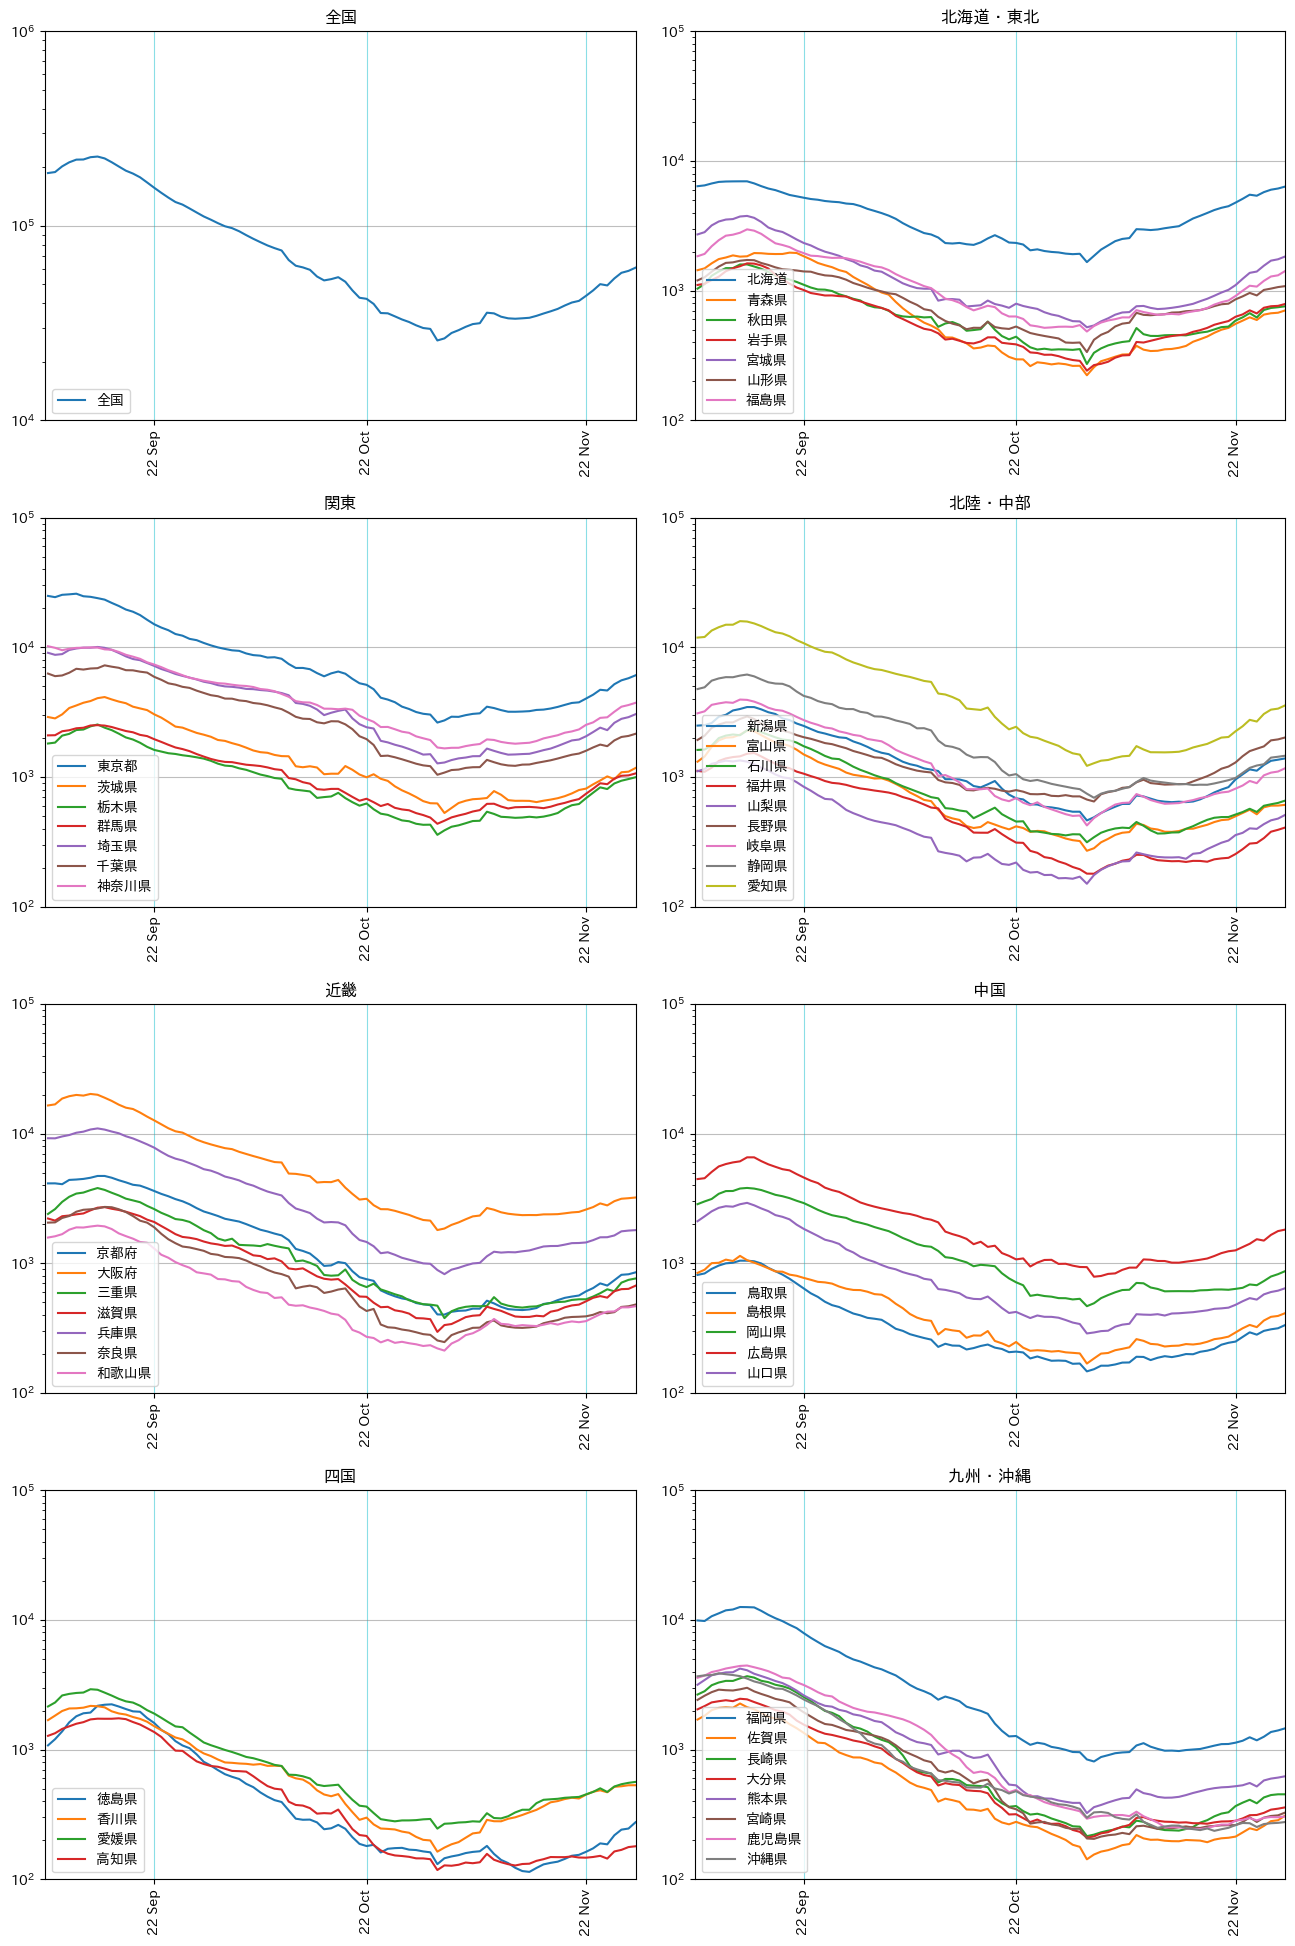 全国
10^6
10^5
10^4
全国
22 Sep
22 Oct
22 Nov
北海道・東北
10^5
10^4
10^3
10^2
北海道
青森県
秋田県
岩手県
宮城県
山形県
福島県
22 Sep
22 Oct
22 Nov
関東
10^5
10^4
10^3
10^2
東京都
茨城県
栃木県
群馬県
埼玉県
千葉県
神奈川県
22 Sep
22 Oct
22 Nov
北陸・中部
10^5
10^4
10^3
10^2
新潟県
富山県
石川県
福井県
山梨県
長野県
岐阜県
静岡県
愛知県
22 Sep
22 Oct
22 Nov
近畿
10^5
10^4
10^3
10^2
京都府
大阪府
三重県
滋賀県
兵庫県
奈良県
和歌山県
22 Sep
22 Oct
22 Nov
中国
10^5
10^4
10^3
10^2
鳥取県
島根県
岡山県
広島県
山口県
22 Sep
22 Oct
22 Nov
四国
10^5
10^4
10^3
10^2
徳島県
香川県
愛媛県
高知県
22 Sep
22 Oct
22 Nov
九州・沖縄
10^5
10^4
10^3
10^2
福岡県
佐賀県
長崎県
大分県
熊本県
宮崎県
鹿児島県
沖縄県
22 Sep
22 Oct
22 Nov